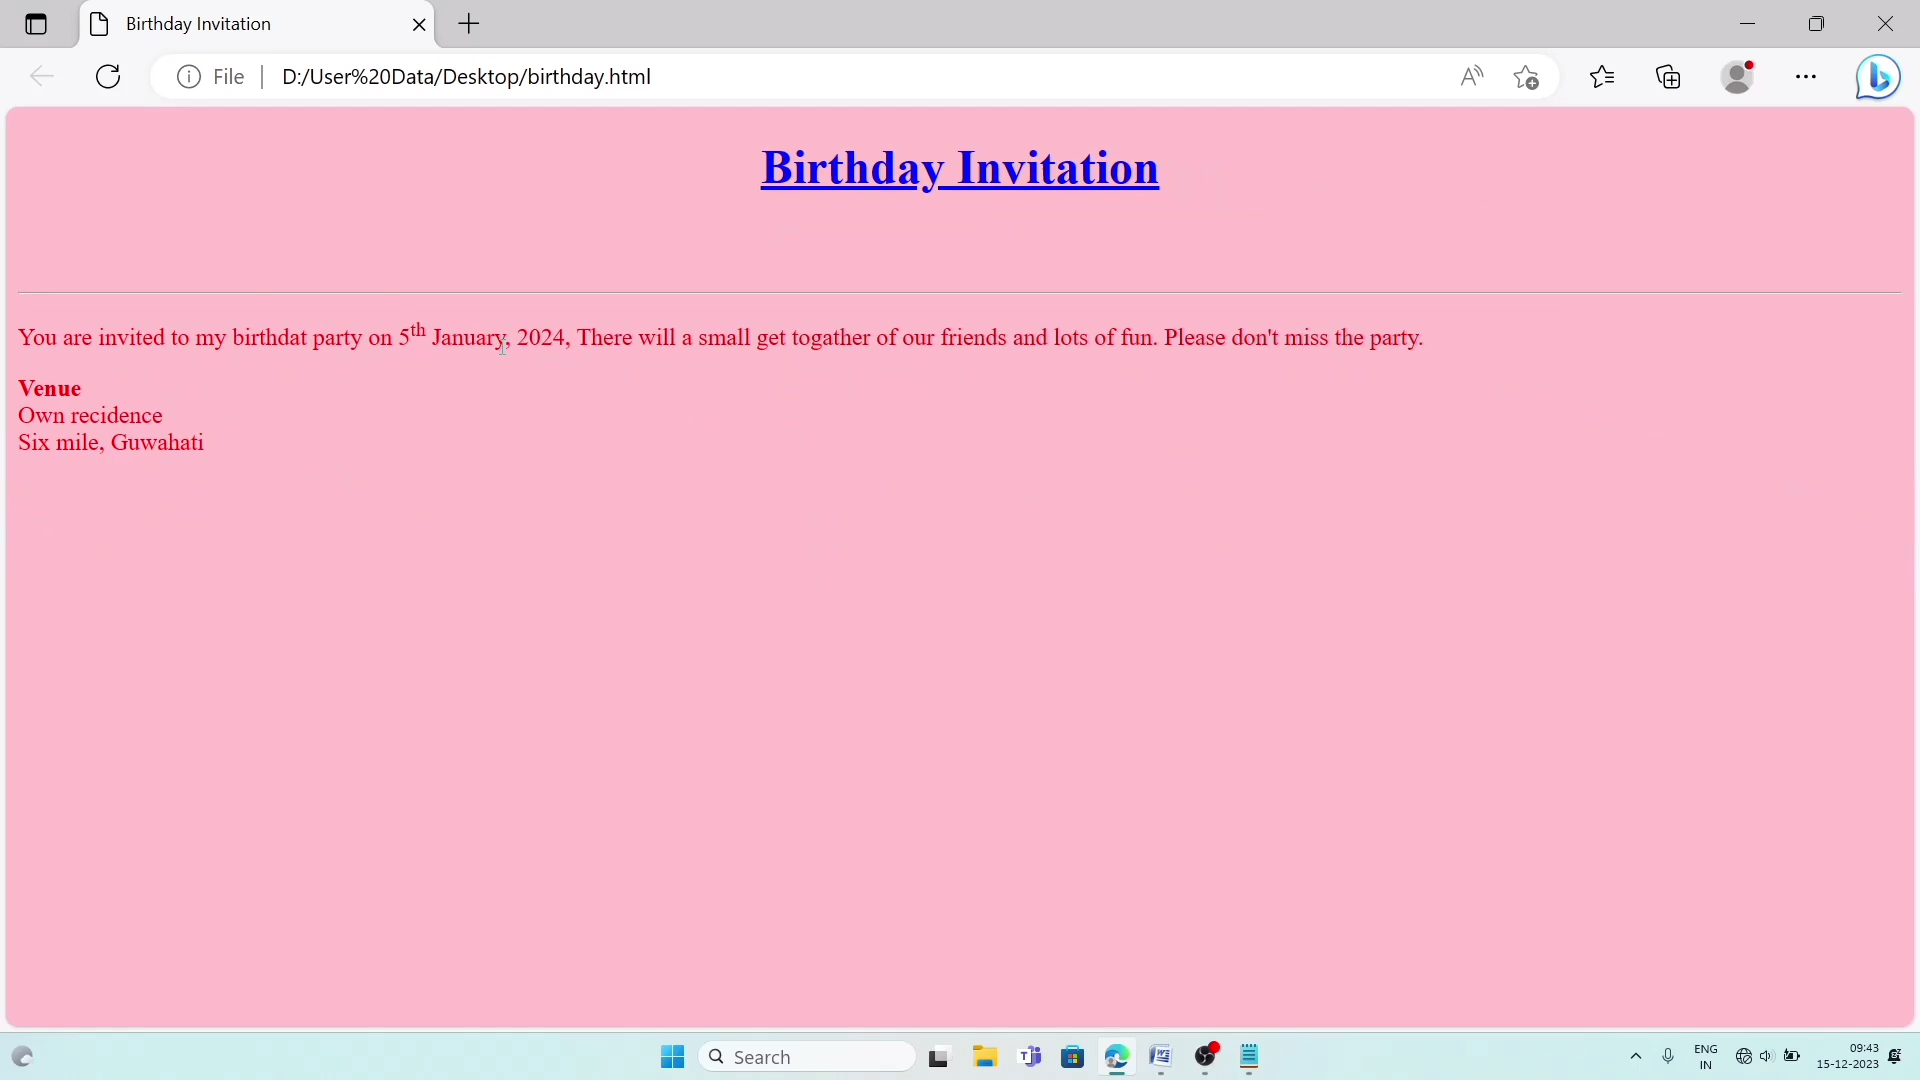 Birthday Invitation
File
D:/User%20Data/Desktop/birthday.html
Birthday Invitation
You are invited to my birthdat party on 5th January, 2024, There will a small get togather of our friends and lots of fun. Please don't miss the party.
Venue
Own recidence
Six mile, Guwahati
Search
ENG
IN
09:43
15-12-2023